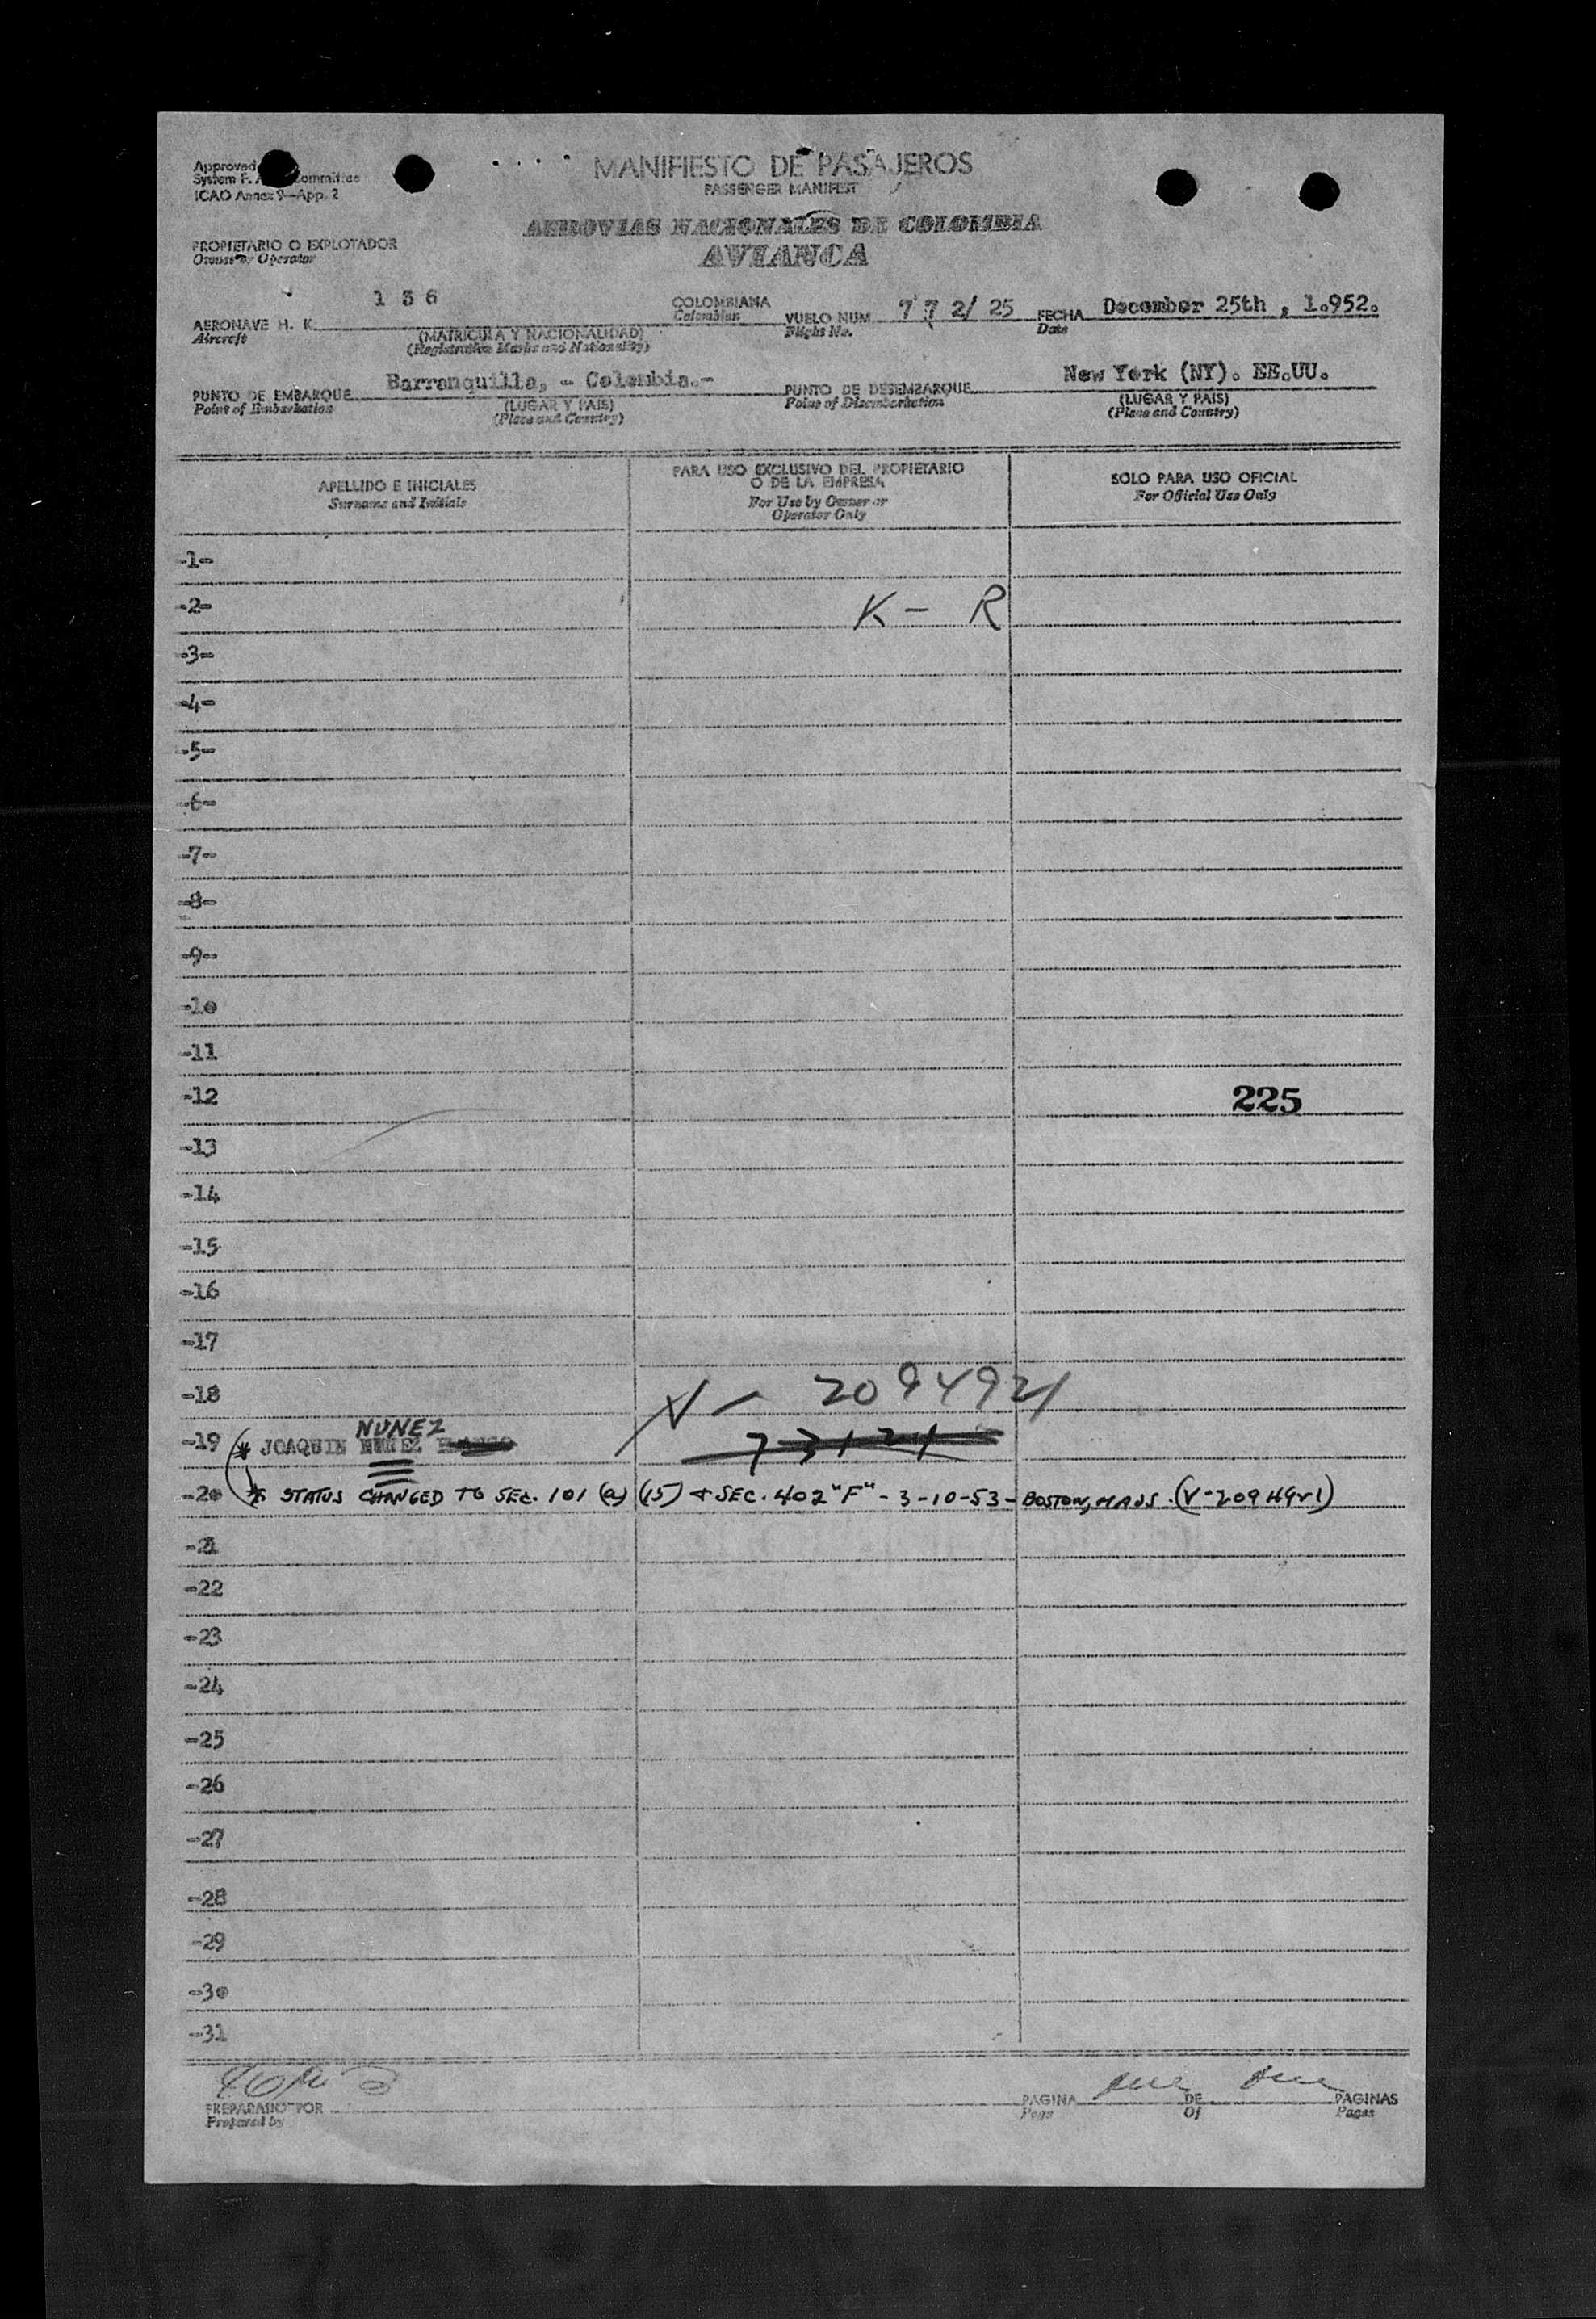 Approved
System F. A. Committee
ICAO Annex 9—App. 2
MANIFIESTO DE PASAJEROS
PASSENGER MANIFEST
AEROVIAS NACIONALES DE COLOMBIA
AVIANCA
PROPIETARIO O EXPLOTADOR
Owner or Operator
AERONAVE H. K. 1 3 6 COLOMBIANA VUELO NUM 7 7 2/ 25 FECHA December 25th , 1.952.
Aircraft (MATRICULA Y NACIONALIDAD) Colombian Flight No. Date
(Registration Marks and Nationality)
PUNTO DE EMBARQUE Barranquilla, - Colombia.- PUNTO DE DESEMBARQUE New York (NY). EE.UU.
Point of Embarkation (LUGAR Y PAIS) Point of Disembarkation (LUGAR Y PAIS)
(Place and Country) (Place and Country)
APELLIDO E INICIALES PARA USO EXCLUSIVO DEL PROPIETARIO SOLO PARA USO OFICIAL
Surname and Initials O DE LA EMPRESA For Official Use Only
For Use by Owner or
Operator Only
-1-
-2- K - R
-3-
-4-
-5-
-6-
-7-
-8-
-9-
-10
-11
-12 225
-13
-14
-15
-16
-17
-18 V - 2094921
NUNEZ
-19 * JOAQUIN NUNEZ 73121
-20 * STATUS CHANGED TO SEC. 101 (a) (15) & SEC. 402 "F" - 3-10-53 - BOSTON, MASS. (V-2094921)
-21
-22
-23
-24
-25
-26
-27
-28
-29
-30
-31
PREPARADO POR PAGINA one DE one PAGINAS
Prepared by Page Of Pages